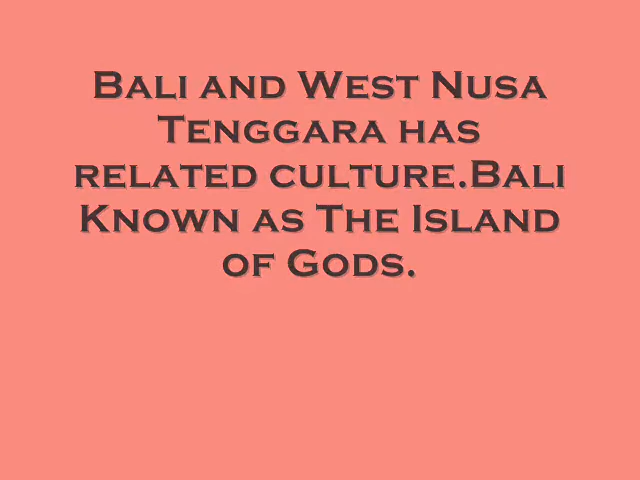 Bali and West Nusa
Tenggara has
related culture.Bali
Known as The Island
of Gods.